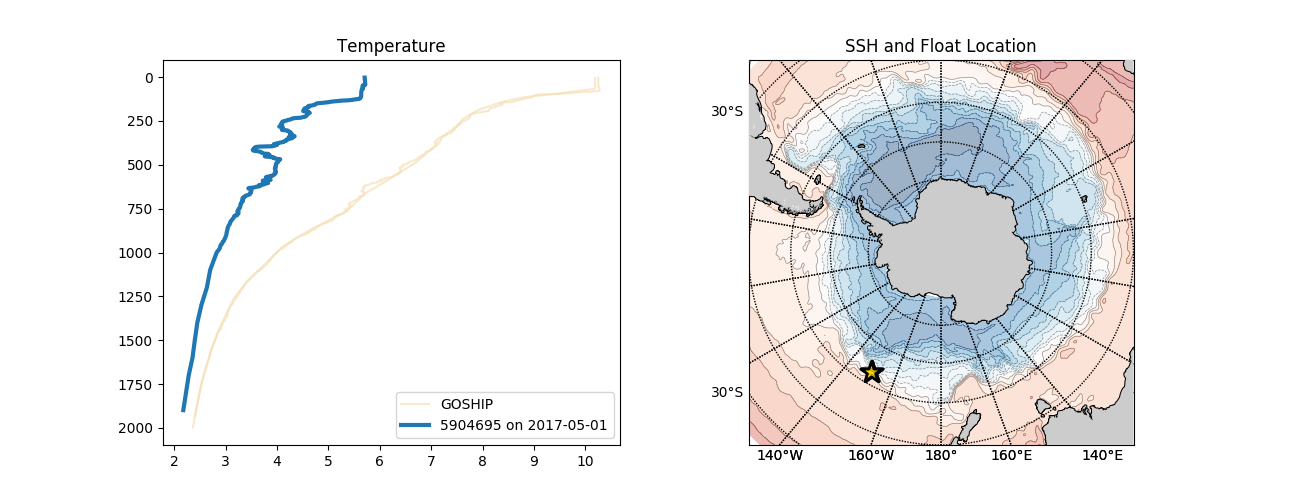 Temperature
0
250
500
750
1000
1250
1500
1750
2000
2 3 4 5 6 7 8 9 10
GOSHIP
5904695 on 2017-05-01
SSH and Float Location
30°S
30°S
140°W 160°W 180° 160°E 140°E